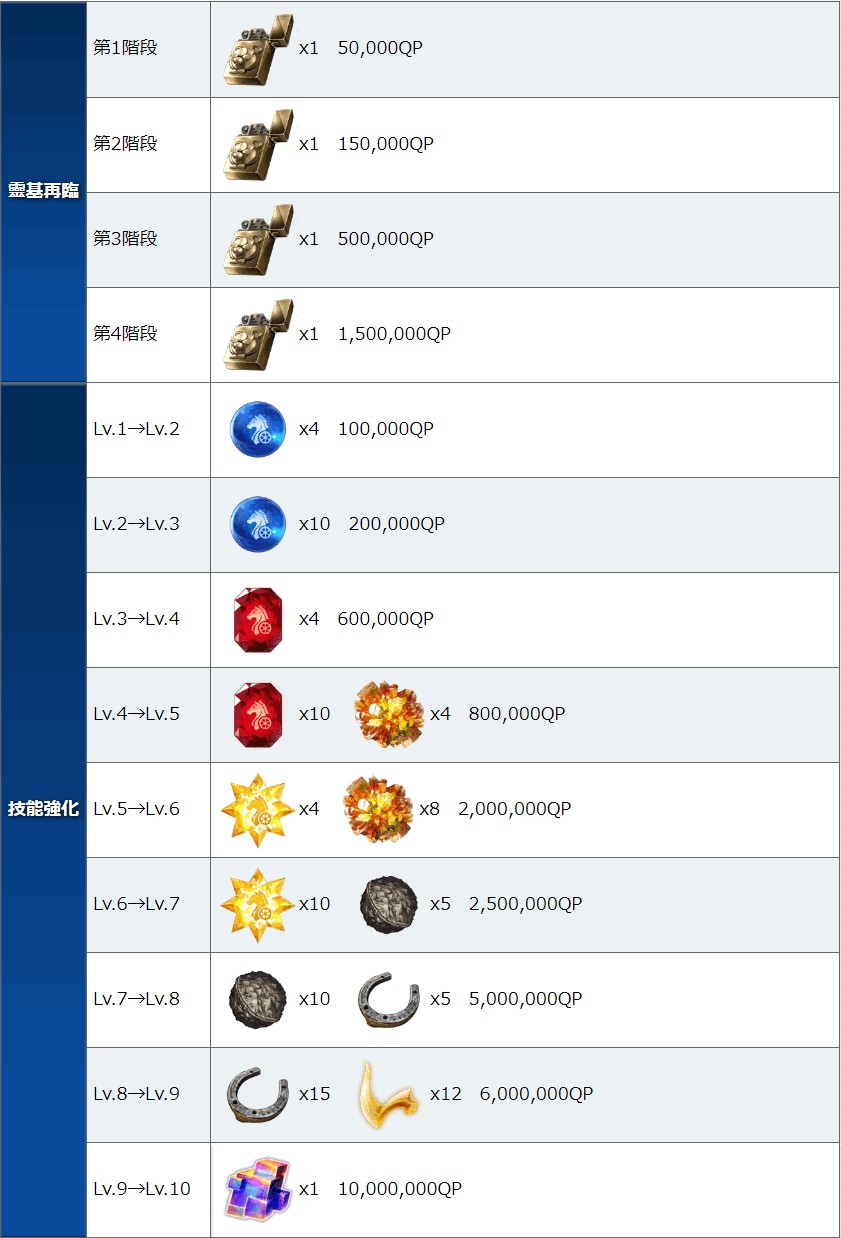 靈基再臨
第1階段 x1 50,000QP
第2階段 x1 150,000QP
第3階段 x1 500,000QP
第4階段 x1 1,500,000QP
技能強化
Lv.1→Lv.2 x4 100,000QP
Lv.2→Lv.3 x10 200,000QP
Lv.3→Lv.4 x4 600,000QP
Lv.4→Lv.5 x10 x4 800,000QP
Lv.5→Lv.6 x4 x8 2,000,000QP
Lv.6→Lv.7 x10 x5 2,500,000QP
Lv.7→Lv.8 x10 x5 5,000,000QP
Lv.8→Lv.9 x15 x12 6,000,000QP
Lv.9→Lv.10 x1 10,000,000QP